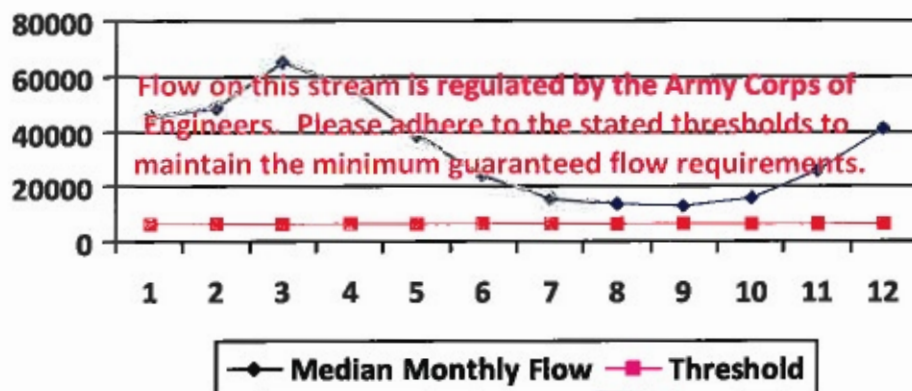 80000
60000
40000
20000
0
Flow on this stream is regulated by the Army Corps of
Engineers. Please adhere to the stated thresholds to
maintain the minimum guaranteed flow requirements.
1 2 3 4 5 6 7 8 9 10 11 12
Median Monthly Flow Threshold